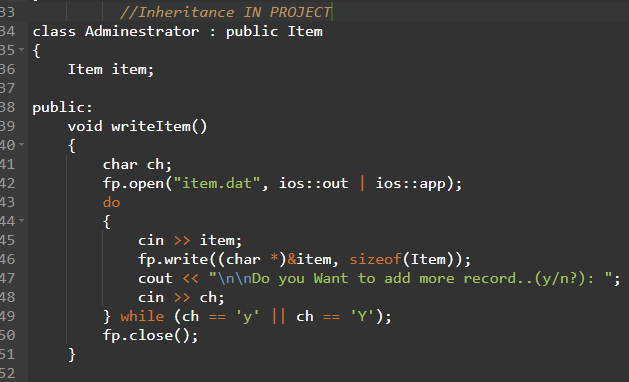 33 //Inheritance IN PROJECT
34 class Adminestrator : public Item
35 {
36 Item item;
37
38 public:
39 void writeItem()
40 {
41 char ch;
42 fp.open("item.dat", ios::out | ios::app);
43 do
44 {
45 cin >> item;
46 fp.write((char *)&item, sizeof(Item));
47 cout << "\n\nDo you Want to add more record..(y/n?): ";
48 cin >> ch;
49 } while (ch == 'y' || ch == 'Y');
50 fp.close();
51 }
52